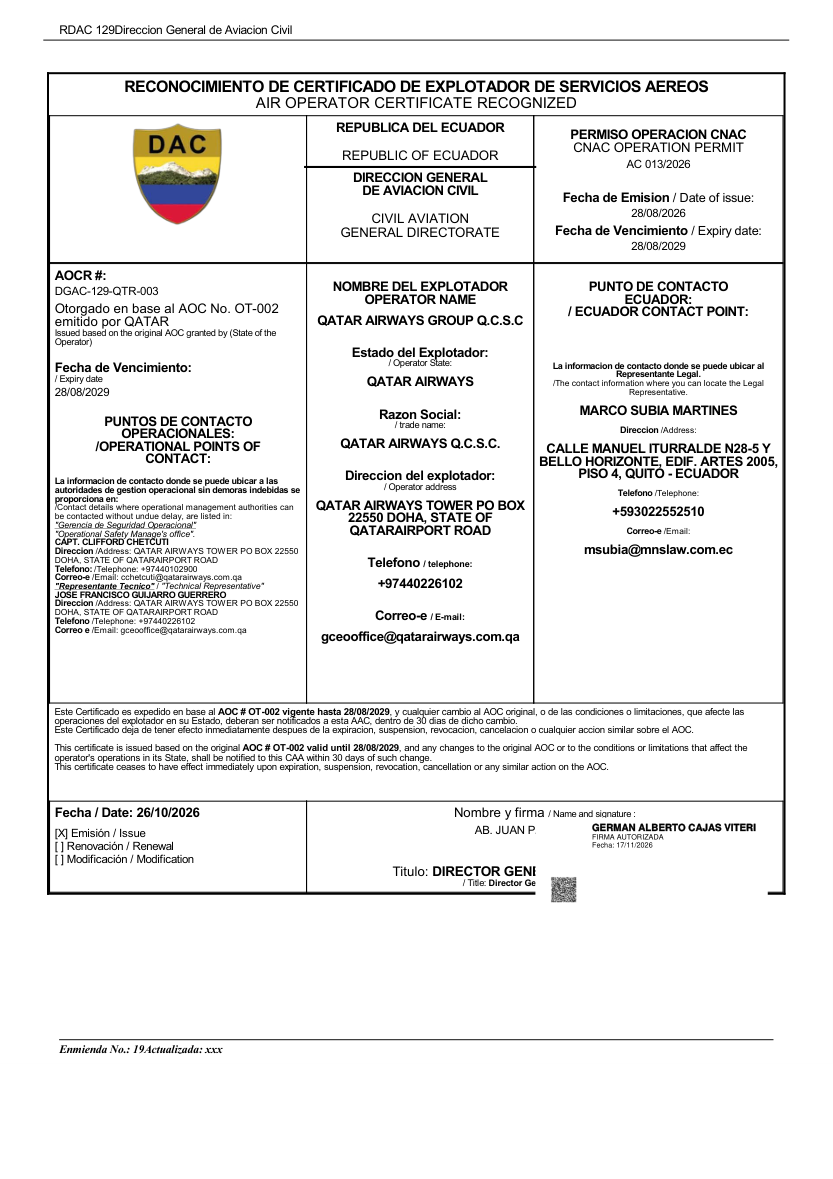 RDAC 129Direccion General de Aviacion Civil
RECONOCIMIENTO DE CERTIFICADO DE EXPLOTADOR DE SERVICIOS AEREOS
AIR OPERATOR CERTIFICATE RECOGNIZED
DAC
REPUBLICA DEL ECUADOR
REPUBLIC OF ECUADOR
DIRECCION GENERAL
DE AVIACION CIVIL
CIVIL AVIATION
GENERAL DIRECTORATE
PERMISO OPERACION CNAC
CNAC OPERATION PERMIT
AC 013/2026
Fecha de Emision / Date of issue:
28/08/2026
Fecha de Vencimiento / Expiry date:
28/08/2029
AOCR #:
DGAC-129-QTR-003
Otorgado en base al AOC No. OT-002
emitido por QATAR
Issued based on the original AOC granted by (State of the
Operator)
Fecha de Vencimiento:
/ Expiry date
28/08/2029
PUNTOS DE CONTACTO
OPERACIONALES:
/OPERATIONAL POINTS OF
CONTACT:
La informacion de contacto donde se puede ubicar a las
autoridades de gestion operacional sin demoras indebidas se
proporciona en:
/Contact details where operational management authorities can
be contacted without undue delay, are listed in:
"Gerencia de Seguridad Operacional"
"Operational Safety Manage's office".
CAPT. CLIFFORD CHETCUTI
Direccion /Address: QATAR AIRWAYS TOWER PO BOX 22550
DOHA, STATE OF QATARAIRPORT ROAD
Telefono: /Telephone: +97440102900
Correo-e /Email: cchetcuti@qatarairways.com.qa
"Representante Tecnico" / "Technical Representative"
JOSE FRANCISCO GUIJARRO GUERRERO
Direccion /Address: QATAR AIRWAYS TOWER PO BOX 22550
DOHA, STATE OF QATARAIRPORT ROAD
Telefono /Telephone: +97440226102
Correo e /Email: gceooffice@qatarairways.com.qa
NOMBRE DEL EXPLOTADOR
OPERATOR NAME
QATAR AIRWAYS GROUP Q.C.S.C
Estado del Explotador:
/ Operator State:
QATAR AIRWAYS
Razon Social:
/ trade name:
QATAR AIRWAYS Q.C.S.C.
Direccion del explotador:
/ Operator address
QATAR AIRWAYS TOWER PO BOX
22550 DOHA, STATE OF
QATARAIRPORT ROAD
Telefono / telephone:
+97440226102
Correo-e / E-mail:
gceooffice@qatarairways.com.qa
PUNTO DE CONTACTO
ECUADOR:
/ ECUADOR CONTACT POINT:
La informacion de contacto donde se puede ubicar al
Representante Legal.
/The contact information where you can locate the Legal
Representative.
MARCO SUBIA MARTINES
Direccion /Address:
CALLE MANUEL ITURRALDE N28-5 Y
BELLO HORIZONTE, EDIF. ARTES 2005,
PISO 4, QUITO - ECUADOR
Telefono /Telephone:
+593022552510
Correo-e /Email:
msubia@mnslaw.com.ec
Este Certificado es expedido en base al AOC # OT-002 vigente hasta 28/08/2029, y cualquier cambio al AOC original, o de las condiciones o limitaciones, que afecte las
operaciones del explotador en su Estado, deberan ser notificados a esta AAC, dentro de 30 dias de dicho cambio.
Este Certificado deja de tener efecto inmediatamente despues de la expiracion, suspension, revocacion, cancelacion o cualquier accion similar sobre el AOC.
This certificate is issued based on the original AOC # OT-002 valid until 28/08/2029, and any changes to the original AOC or to the conditions or limitations that affect the
operator's operations in its State, shall be notified to this CAA within 30 days of such change.
This certificate ceases to have effect immediately upon expiration, suspension, revocation, cancellation or any similar action on the AOC.
Fecha / Date: 26/10/2026
[X] Emisión / Issue
[ ] Renovación / Renewal
[ ] Modificación / Modification
Nombre y firma / Name and signature :
AB. JUAN P
Titulo: DIRECTOR GENE
/ Title: Director Ge
GERMAN ALBERTO CAJAS VITERI
FIRMA AUTORIZADA
Fecha: 17/11/2026
Enmienda No.: 19Actualizada: xxx